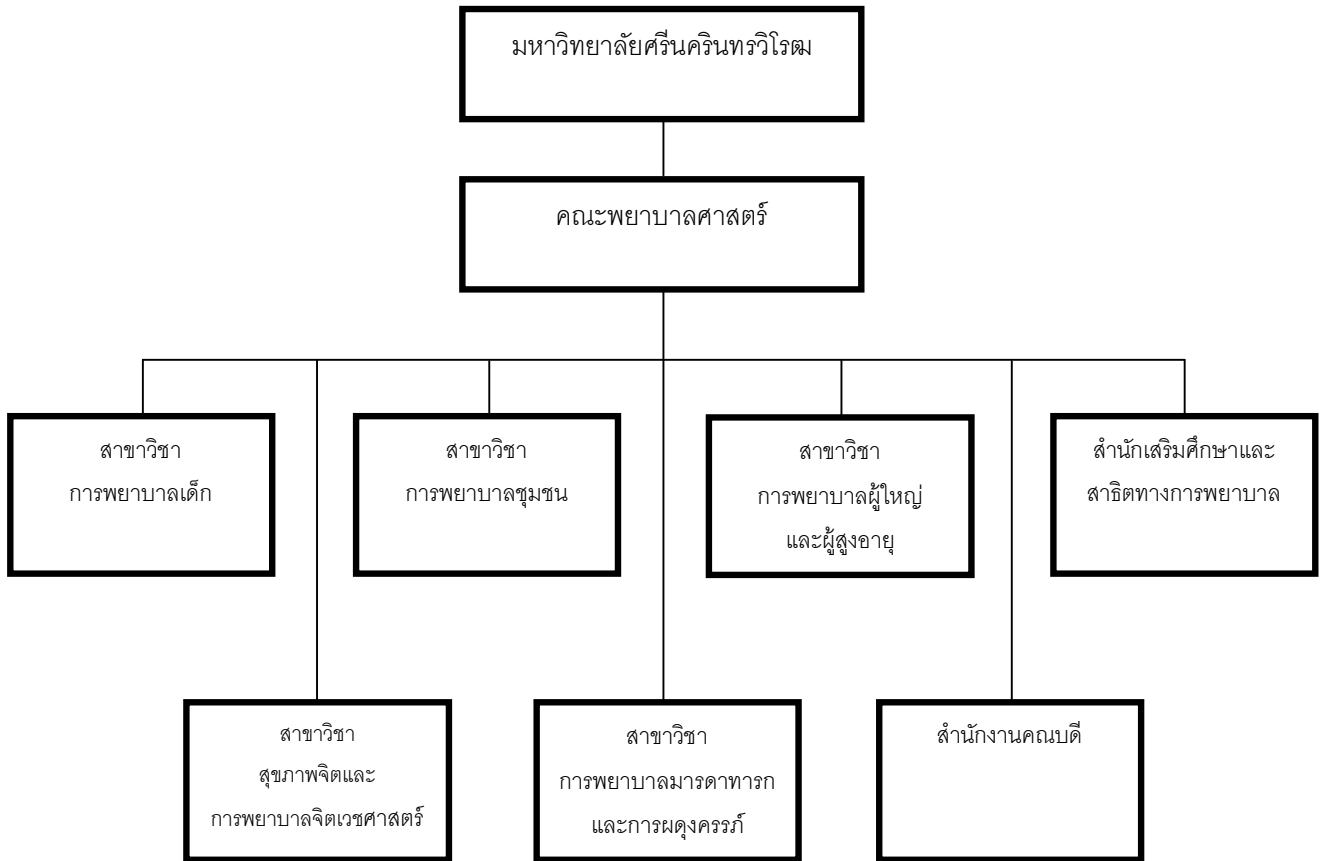 มหาวิทยาลัยศรีนครินทรวิโรฒ
คณะพยาบาลศาสตร์
สาขาวิชา
การพยาบาลเด็ก
สาขาวิชา
การพยาบาลชุมชน
สาขาวิชา
การพยาบาลผู้ใหญ่
และผู้สูงอายุ
สำนักเสริมศึกษาและ
สาธิตทางการพยาบาล
สาขาวิชา
สุขภาพจิตและ
การพยาบาลจิตเวชศาสตร์
สาขาวิชา
การพยาบาลมารดาทารก
และการผดุงครรภ์
สำนักงานคณบดี